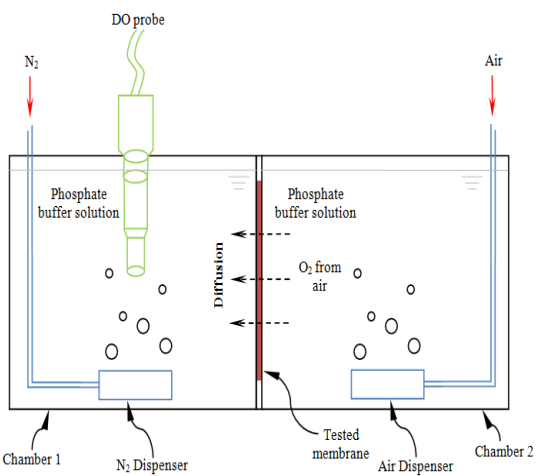 DO probe
N₂
Air
Phosphate
buffer solution
Phosphate
buffer solution
Diffusion
O₂ from
air
Chamber 1
N₂ Dispenser
Tested
membrane
Air Dispenser
Chamber 2